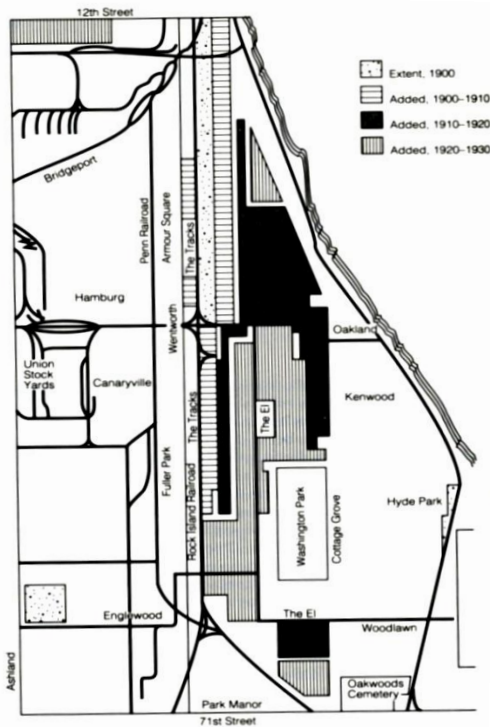 12th Street
Extent, 1900
Added, 1900–1910
Added, 1910–1920
Added, 1920–1930
Bridgeport
Penn Railroad
Armour Square
The Tracks
Hamburg
Wentworth
Oakland
Union
Stock
Yards
Canaryville
The Tracks
The El
Kenwood
Fuller Park
Rock Island Railroad
Washington Park
Cottage Grove
Hyde Park
Englewood
The El
Woodlawn
Ashland
Oakwoods
Cemetery
Park Manor
71st Street